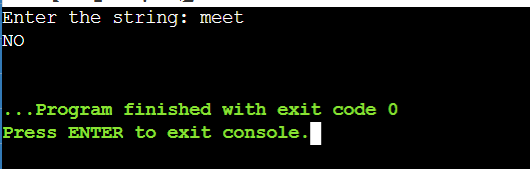 Enter the string: meet
NO
...Program finished with exit code 0
Press ENTER to exit console.